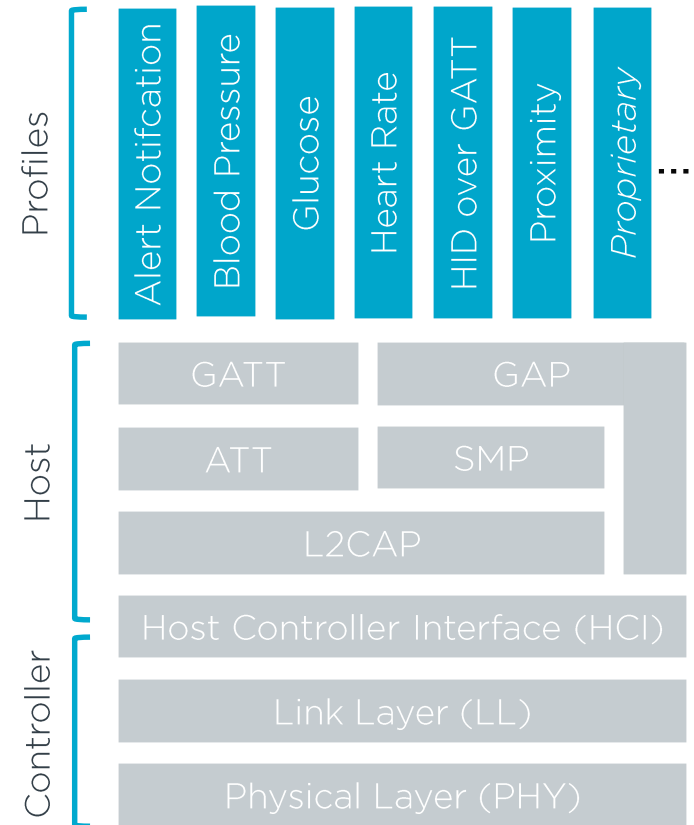 Profiles
Alert Notifcation
Blood Pressure
Glucose
Heart Rate
HID over GATT
Proximity
Proprietary
...
Host
GATT
GAP
ATT
SMP
L2CAP
Host Controller Interface (HCI)
Controller
Link Layer (LL)
Physical Layer (PHY)